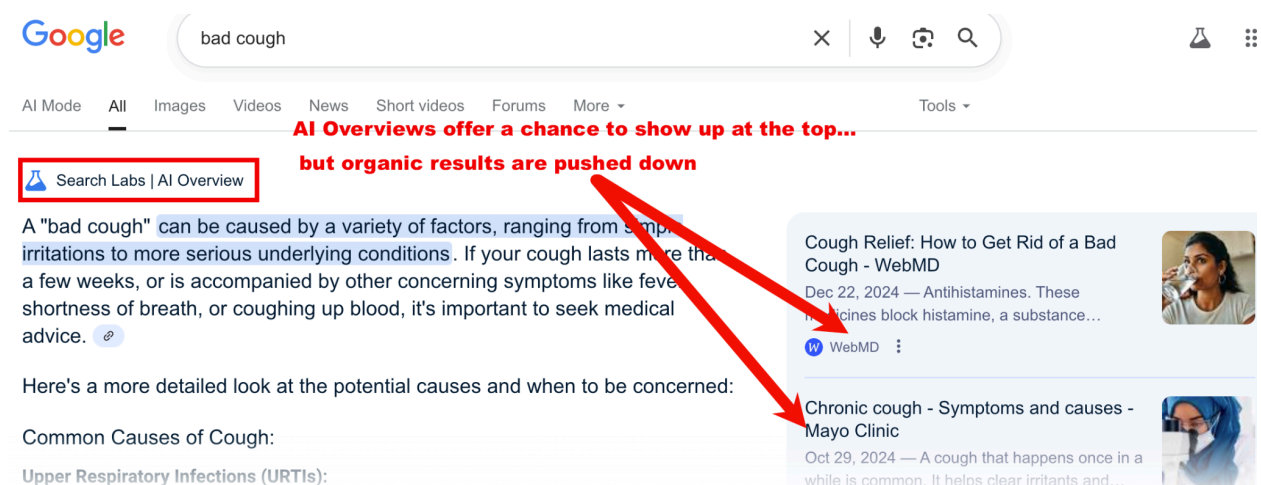 Google
bad cough
AI Mode All Images Videos News Short videos Forums More Tools
AI Overviews offer a chance to show up at the top...
but organic results are pushed down
Search Labs | AI Overview
A "bad cough" can be caused by a variety of factors, ranging from simple
irritations to more serious underlying conditions. If your cough lasts more than
a few weeks, or is accompanied by other concerning symptoms like fever,
shortness of breath, or coughing up blood, it's important to seek medical
advice.
Here's a more detailed look at the potential causes and when to be concerned:
Common Causes of Cough:
Upper Respiratory Infections (URTIs):
Cough Relief: How to Get Rid of a Bad
Cough - WebMD
Dec 22, 2024 — Antihistamines. These
medicines block histamine, a substance...
W WebMD
Chronic cough - Symptoms and causes -
Mayo Clinic
Oct 29, 2024 — A cough that happens once in a
while is common. It helps clear irritants and...